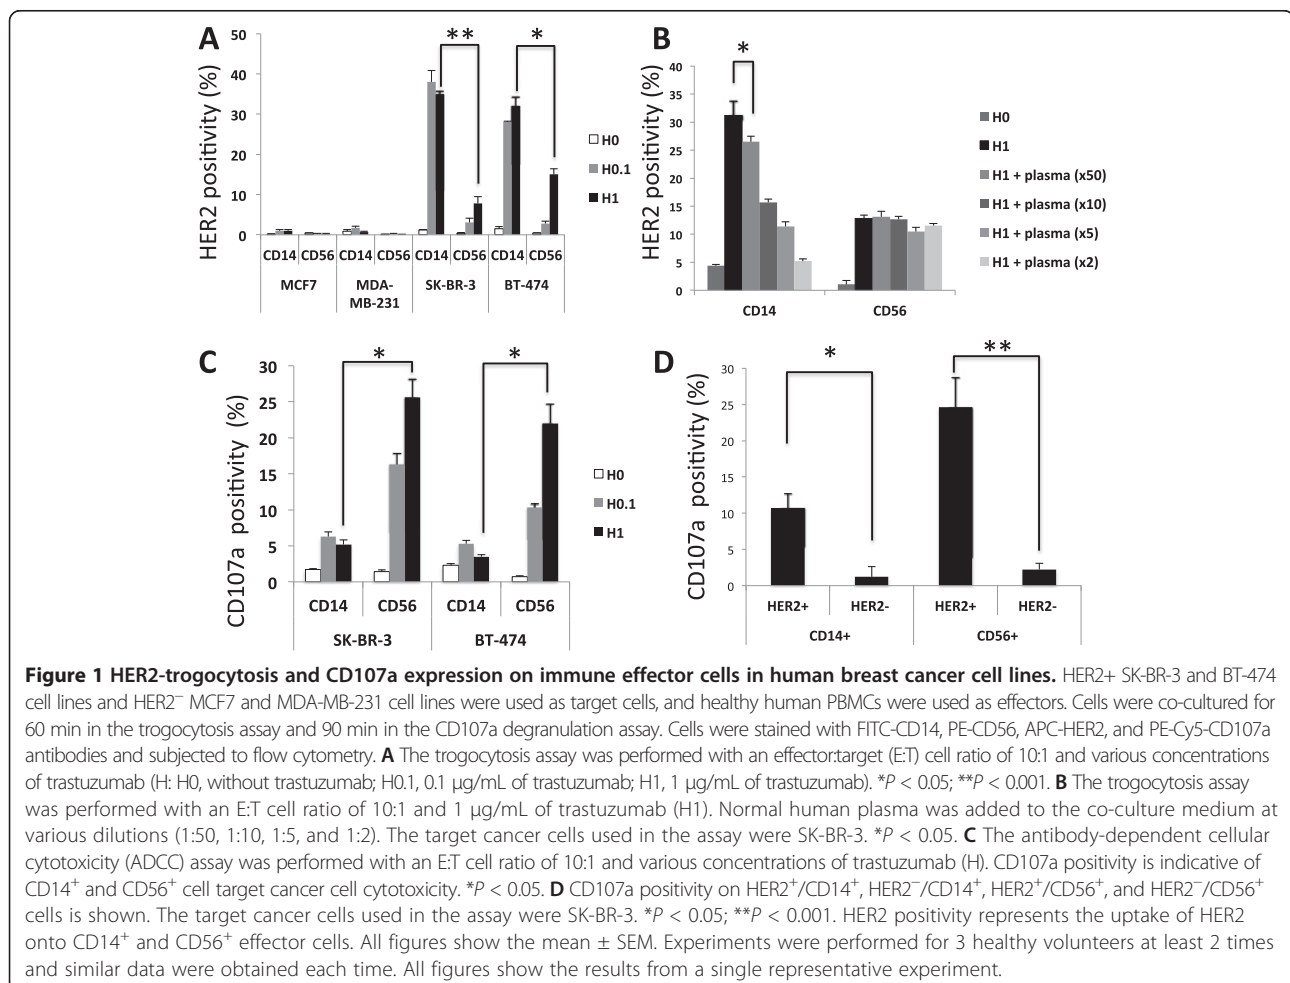 A
HER2 positivity (%)
50
40
30
20
10
0
**
*
H0
H0.1
H1
CD14 CD56 CD14 CD56 CD14 CD56 CD14 CD56
MCF7 MDA- SK-BR-3 BT-474
MB-231
B
HER2 positivity (%)
40
35
30
25
20
15
10
5
0
*
CD14 CD56
H0
H1
H1 + plasma (x50)
H1 + plasma (x10)
H1 + plasma (x5)
H1 + plasma (x2)
C
CD107a positivity (%)
30
25
20
15
10
5
0
*
*
H0
H0.1
H1
CD14 CD56 CD14 CD56
SK-BR-3 BT-474
D
CD107a positivity (%)
30
25
20
15
10
5
0
*
**
HER2+ HER2- HER2+ HER2-
CD14+ CD56+
Figure 1 HER2-trogocytosis and CD107a expression on immune effector cells in human breast cancer cell lines. HER2+ SK-BR-3 and BT-474
cell lines and HER2⁻ MCF7 and MDA-MB-231 cell lines were used as target cells, and healthy human PBMCs were used as effectors. Cells were co-cultured for
60 min in the trogocytosis assay and 90 min in the CD107a degranulation assay. Cells were stained with FITC-CD14, PE-CD56, APC-HER2, and PE-Cy5-CD107a
antibodies and subjected to flow cytometry. A The trogocytosis assay was performed with an effector:target (E:T) cell ratio of 10:1 and various concentrations
of trastuzumab (H: H0, without trastuzumab; H0.1, 0.1 μg/mL of trastuzumab; H1, 1 μg/mL of trastuzumab). *P < 0.05; **P < 0.001. B The trogocytosis assay
was performed with an E:T cell ratio of 10:1 and 1 μg/mL of trastuzumab (H1). Normal human plasma was added to the co-culture medium at
various dilutions (1:50, 1:10, 1:5, and 1:2). The target cancer cells used in the assay were SK-BR-3. *P < 0.05. C The antibody-dependent cellular
cytotoxicity (ADCC) assay was performed with an E:T cell ratio of 10:1 and various concentrations of trastuzumab (H). CD107a positivity is indicative of
CD14⁺ and CD56⁺ cell target cancer cell cytotoxicity. *P < 0.05. D CD107a positivity on HER2⁺/CD14⁺, HER2⁻/CD14⁺, HER2⁺/CD56⁺, and HER2⁻/CD56⁺
cells is shown. The target cancer cells used in the assay were SK-BR-3. *P < 0.05; **P < 0.001. HER2 positivity represents the uptake of HER2
onto CD14⁺ and CD56⁺ effector cells. All figures show the mean ± SEM. Experiments were performed for 3 healthy volunteers at least 2 times
and similar data were obtained each time. All figures show the results from a single representative experiment.